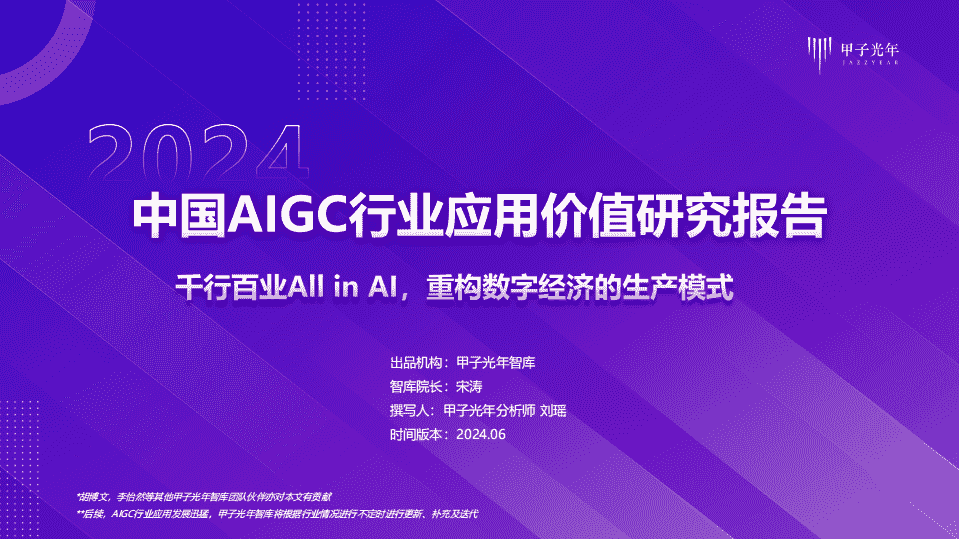 甲子光年
JAZZYEAR
2024
中国AIGC行业应用价值研究报告
千行百业All in AI，重构数字经济的生产模式
出品机构：甲子光年智库
智库院长：宋涛
撰写人：甲子光年分析师 刘瑶
时间版本：2024.06
*胡博文，李怡然等其他甲子光年智库团队伙伴亦对本文有贡献
**后续，AIGC行业应用发展迅猛，甲子光年智库将根据行业情况进行不定时进行更新、补充及迭代